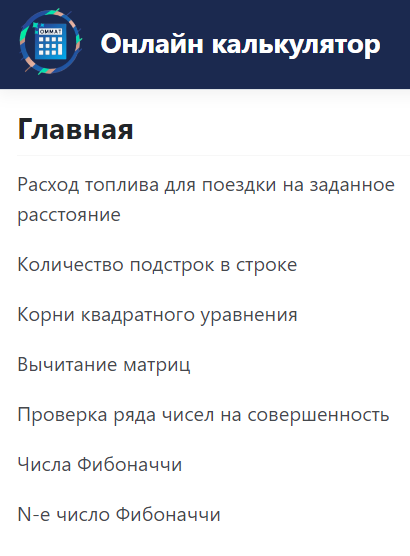 OMMAT
Онлайн калькулятор
Главная
Расход топлива для поездки на заданное
расстояние
Количество подстрок в строке
Корни квадратного уравнения
Вычитание матриц
Проверка ряда чисел на совершенность
Числа Фибоначчи
N-е число Фибоначчи